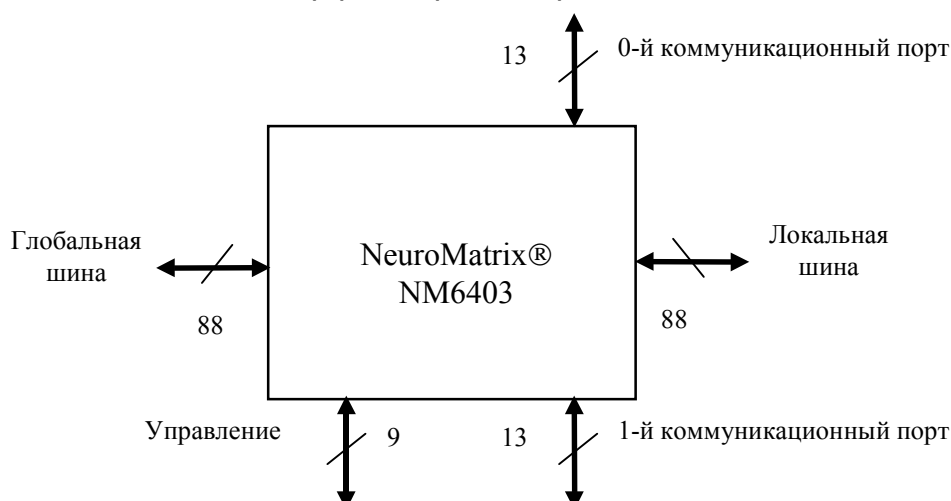 13
0-й коммуникационный порт
Глобальная
шина
NeuroMatrix®
NM6403
Локальная
шина
88
88
Управление
9
13
1-й коммуникационный порт